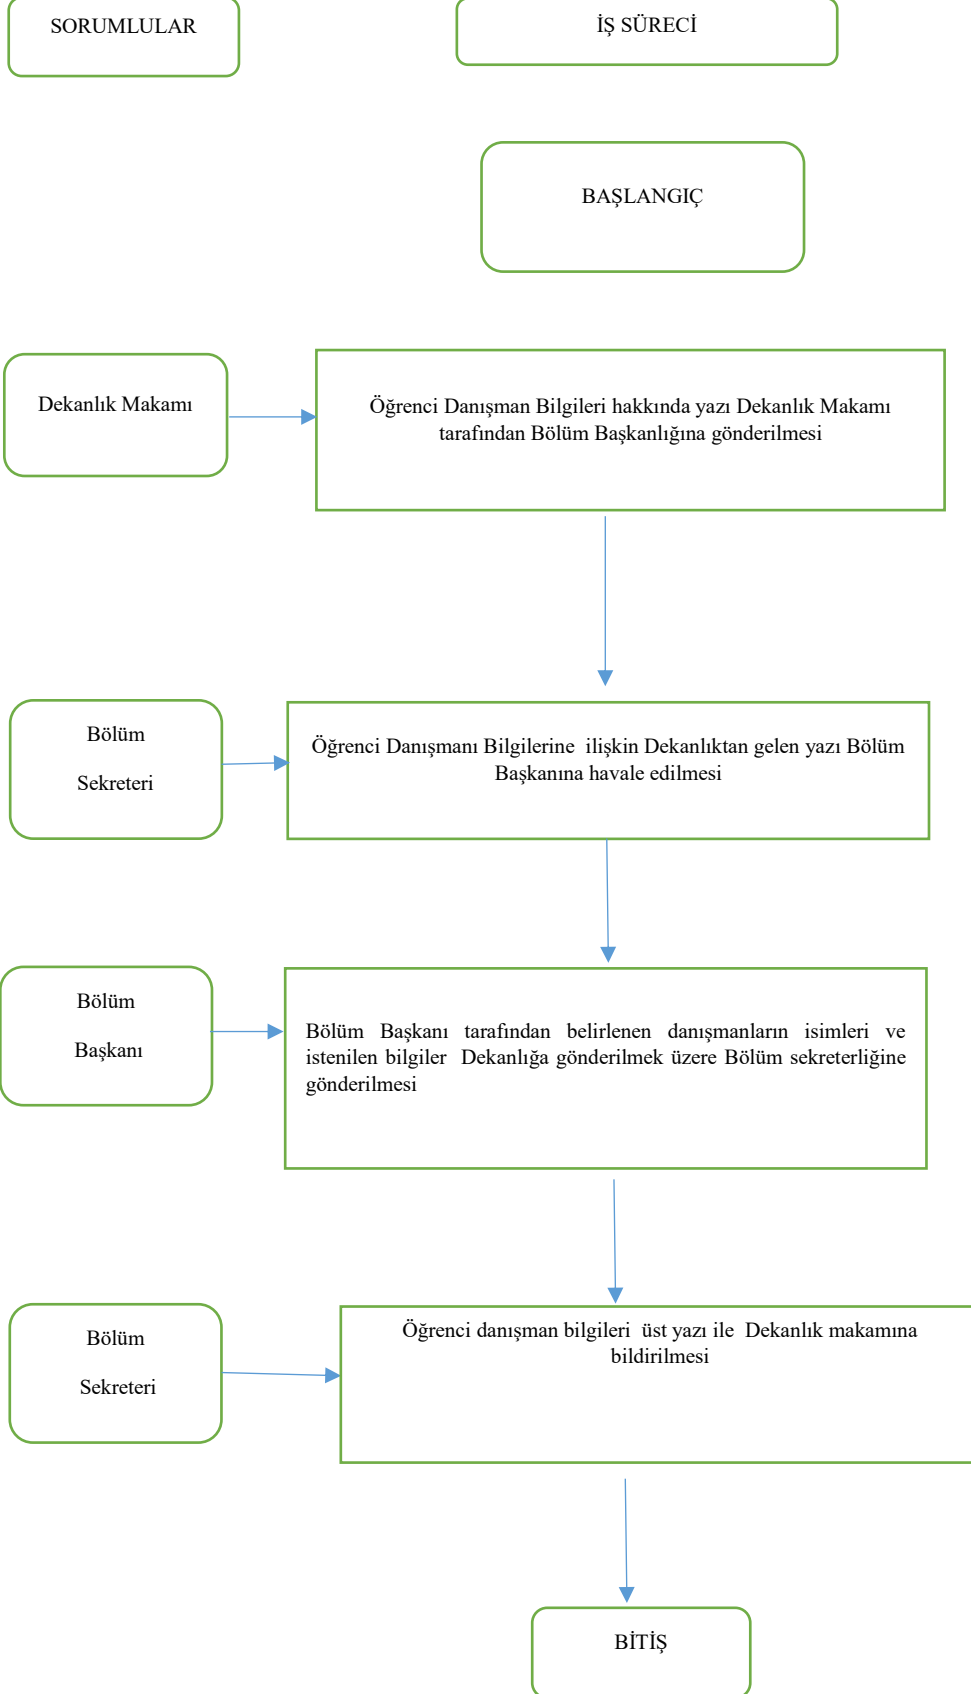 SORUMLULAR
İŞ SÜRECİ
BAŞLANGIÇ
Dekanlık Makamı
Öğrenci Danışman Bilgileri hakkında yazı Dekanlık Makamı
tarafından Bölüm Başkanlığına gönderilmesi
Bölüm
Sekreteri
Öğrenci Danışmanı Bilgilerine  ilişkin Dekanlıktan gelen yazı Bölüm
Başkanına havale edilmesi
Bölüm
Başkanı
Bölüm Başkanı tarafından belirlenen danışmanların isimleri ve
istenilen bilgiler  Dekanlığa gönderilmek üzere Bölüm sekreterliğine
gönderilmesi
Bölüm
Sekreteri
Öğrenci danışman bilgileri  üst yazı ile  Dekanlık makamına
bildirilmesi
BİTİŞ